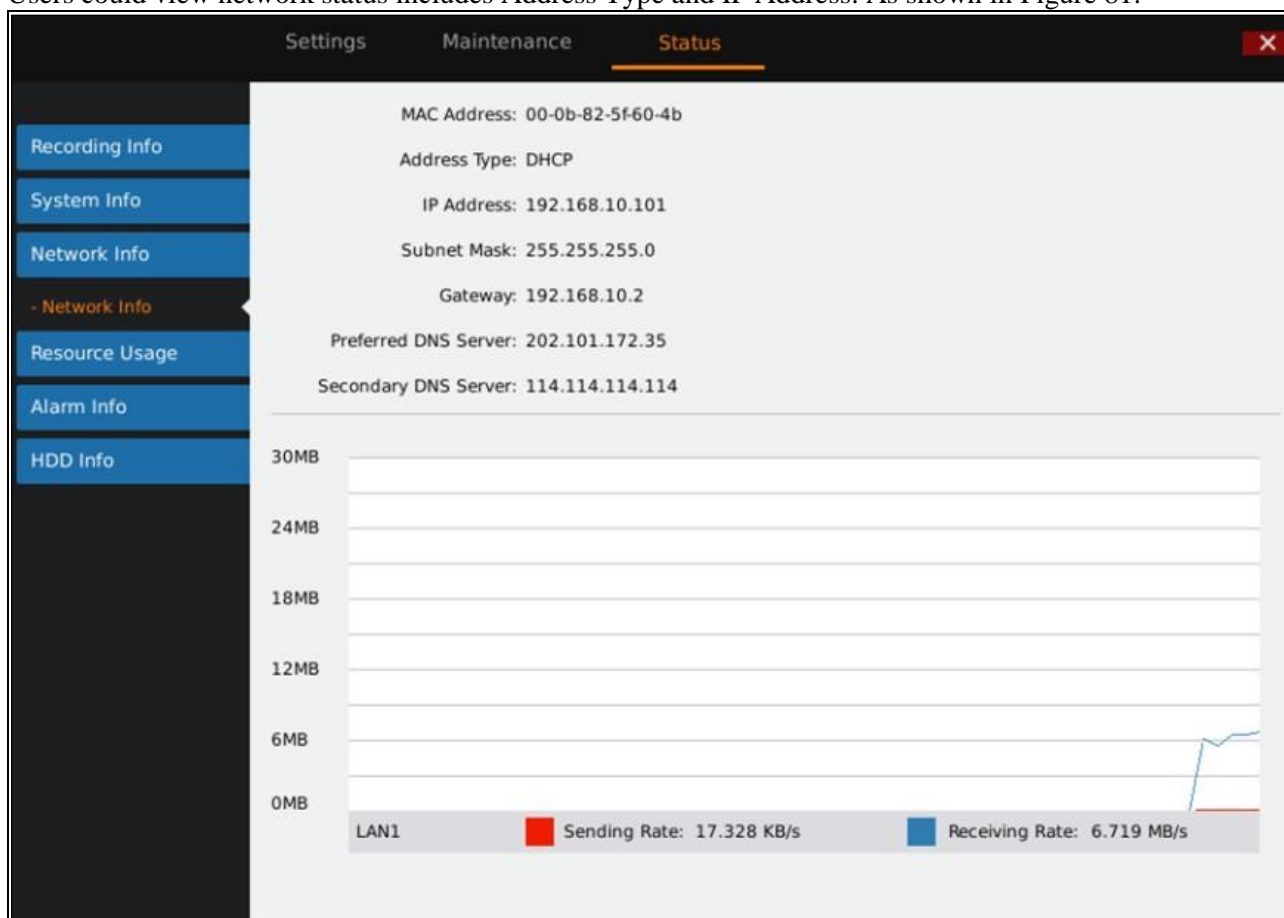 Users could view network status includes Address Type and IP Address. As shown in Figure 81.
Settings Maintenance Status
MAC Address: 00-0b-82-5f-60-4b
Recording Info
Address Type: DHCP
System Info
IP Address: 192.168.10.101
Network Info
Subnet Mask: 255.255.255.0
- Network Info
Gateway: 192.168.10.2
Resource Usage
Preferred DNS Server: 202.101.172.35
Secondary DNS Server: 114.114.114.114
Alarm Info
HDD Info
30MB
24MB
18MB
12MB
6MB
0MB
LAN1 Sending Rate: 17.328 KB/s Receiving Rate: 6.719 MB/s